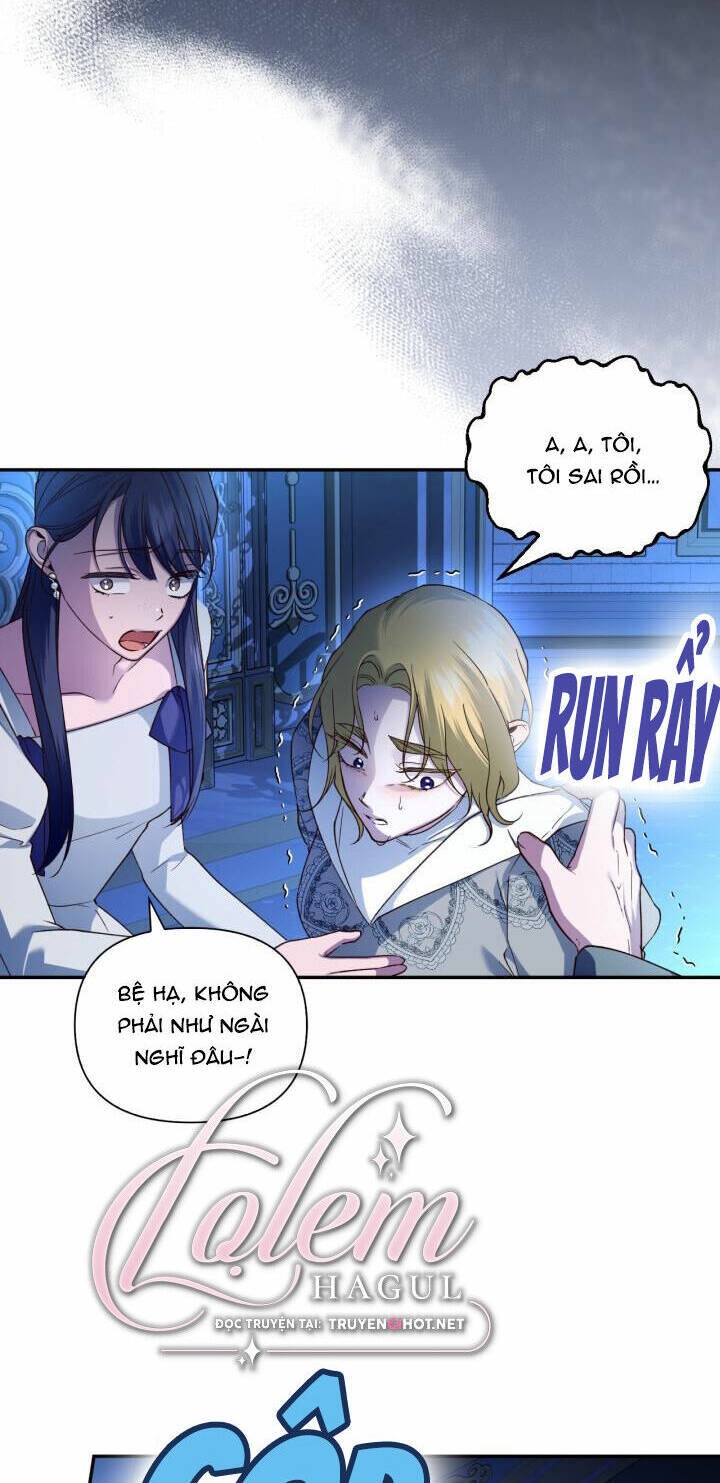 A, A, TÔI,
TÔI SAI RỒI...
RUN RẨY
BỆ HẠ, KHÔNG
PHẢI NHƯ NGÀI
NGHĨ ĐÂU-!
Lọlem
HAGUL
ĐỌC TRUYỆN TẠI: TRUYENGIHOT.NET
CỘP